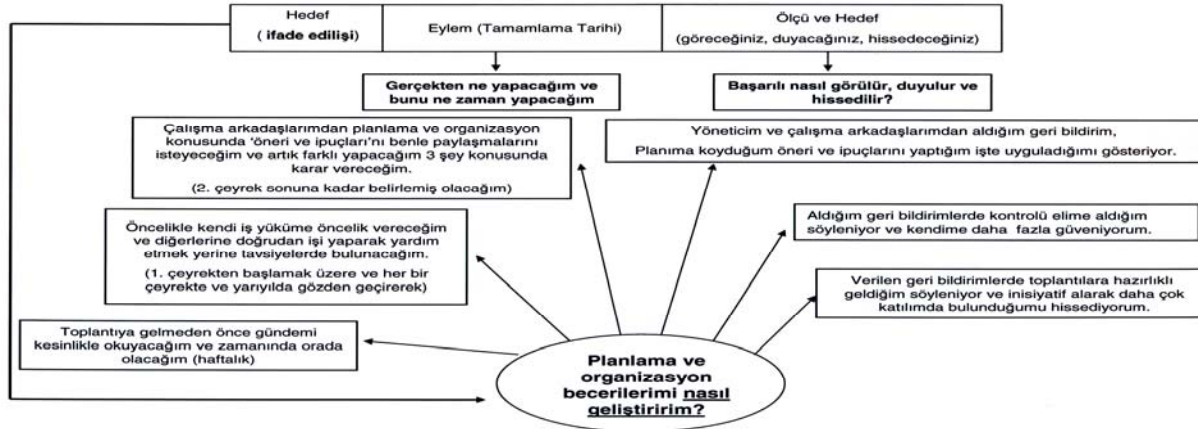 Hedef
( ifade edilişi)
Eylem (Tamamlama Tarihi)
Ölçü ve Hedef
(göreceğiniz, duyacağınız, hissedeceğiniz)
Gerçekten ne yapacağım ve
bunu ne zaman yapacağım
Başarılı nasıl görülür, duyulur ve
hissedilir?
Çalışma arkadaşlarımdan planlama ve organizasyon
konusunda ‘öneri ve ipuçları’nı benle paylaşmalarını
isteyeceğim ve artık farklı yapacağım 3 şey konusunda
karar vereceğim.
(2. çeyrek sonuna kadar belirlemiş olacağım)
Yöneticim ve çalışma arkadaşlarımdan aldığım geri bildirim,
Planıma koyduğum öneri ve ipuçlarını yaptığım işte uyguladığımı gösteriyor.
Öncelikle kendi iş yüküme öncelik vereceğim
ve diğerlerine doğrudan işi yaparak yardım
etmek yerine tavsiyelerde bulunacağım.
(1. çeyrekten başlamak üzere ve her bir
çeyrekte ve yarıyılda gözden geçirerek)
Aldığım geri bildirimlerde kontrolü elime aldığım
söyleniyor ve kendime daha fazla güveniyorum.
Verilen geri bildirimlerde toplantılara hazırlıklı
geldiğim söyleniyor ve inisiyatif alarak daha çok
katılımda bulunduğumu hissediyorum.
Toplantıya gelmeden önce gündemi
kesinlikle okuyacağım ve zamanında orada
olacağım (haftalık)
Planlama ve
organizasyon
becerilerimi nasıl
geliştiririm?